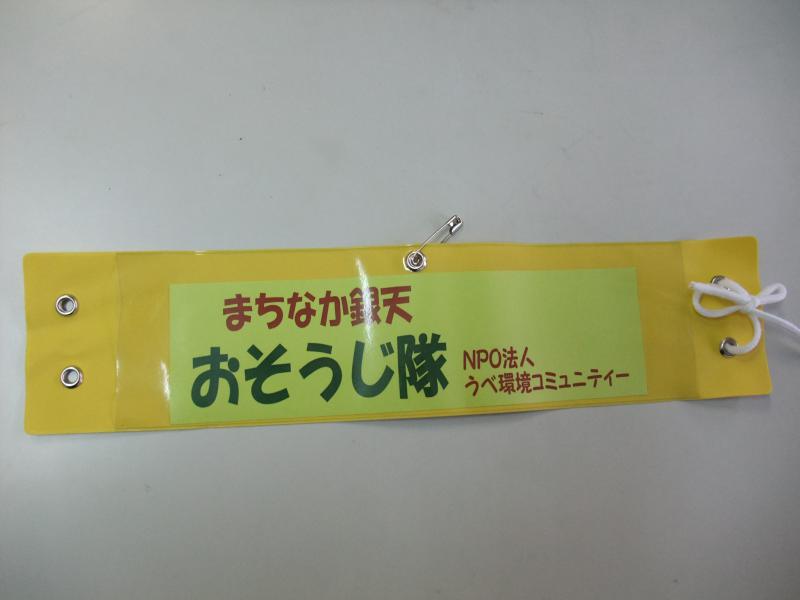 まちなか銀天
おそうじ隊
NPO法人
うべ環境コミュニティー